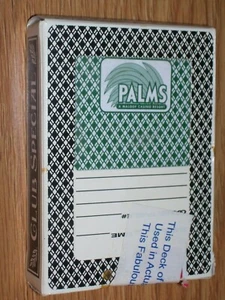 PALMS
A MALOOF CASINO RESORT
CLUB SPECIAL
This Deck of
Used in Actu
This Fabulou